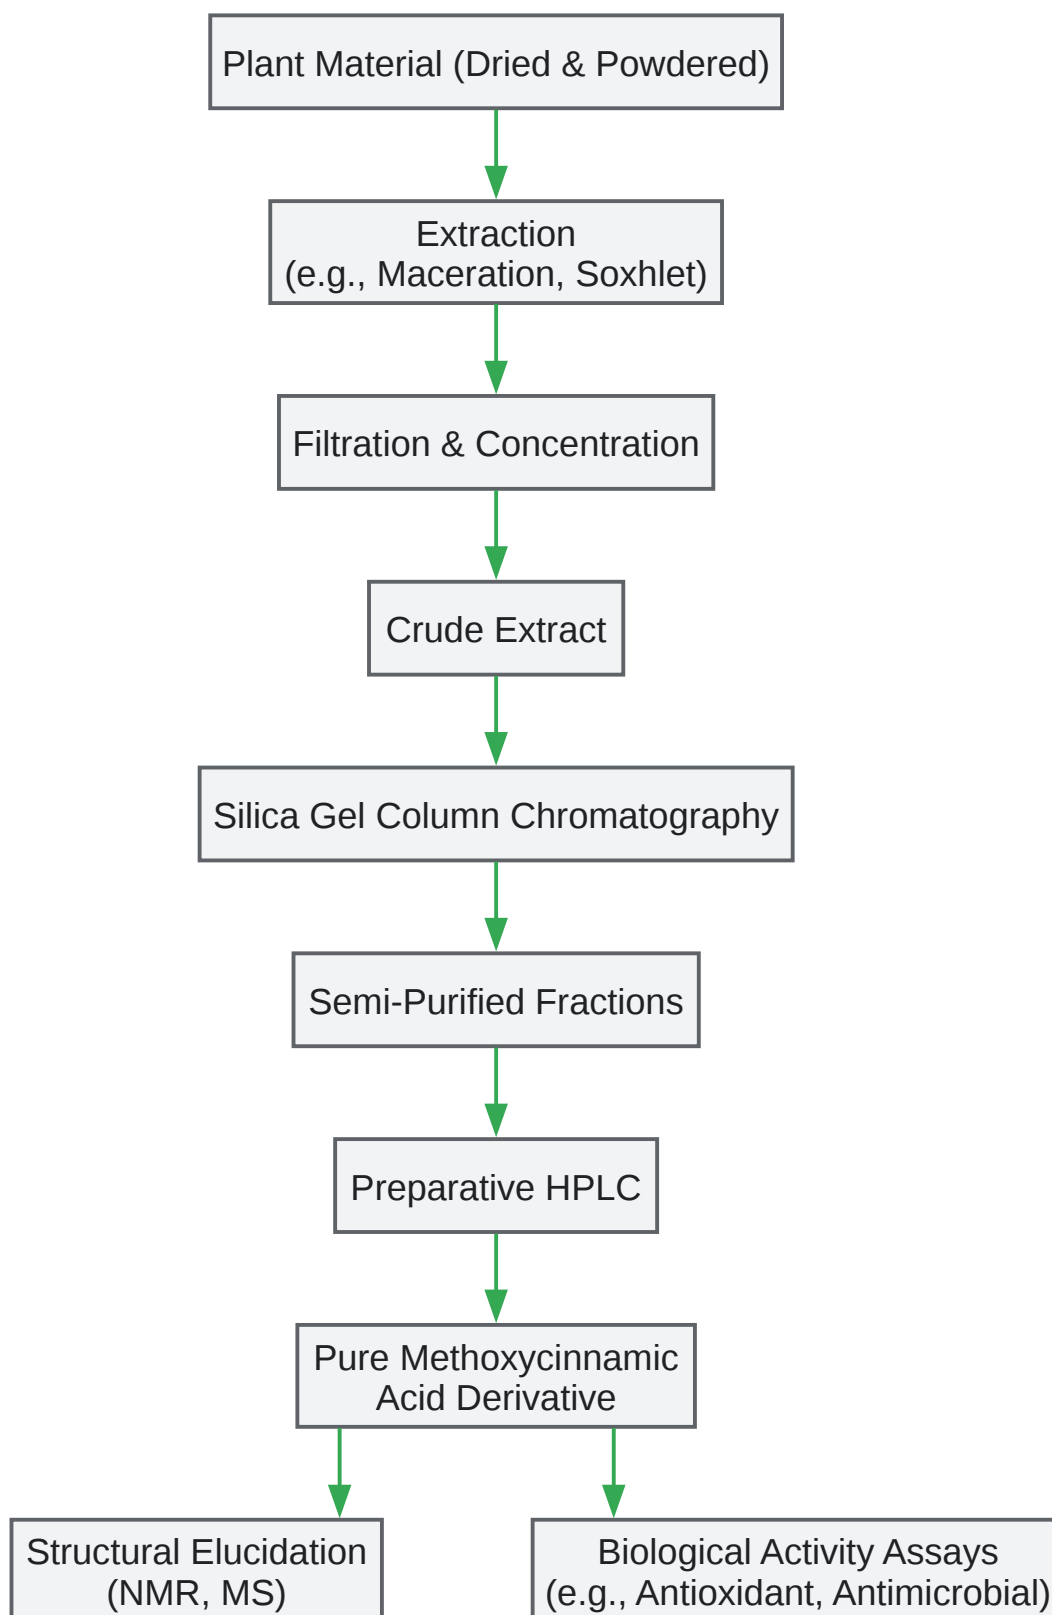 Plant Material (Dried & Powdered)
Extraction
(e.g., Maceration, Soxhlet)
Filtration & Concentration
Crude Extract
Silica Gel Column Chromatography
Semi-Purified Fractions
Preparative HPLC
Pure Methoxycinnamic
Acid Derivative
Structural Elucidation
(NMR, MS)
Biological Activity Assays
(e.g., Antioxidant, Antimicrobial)